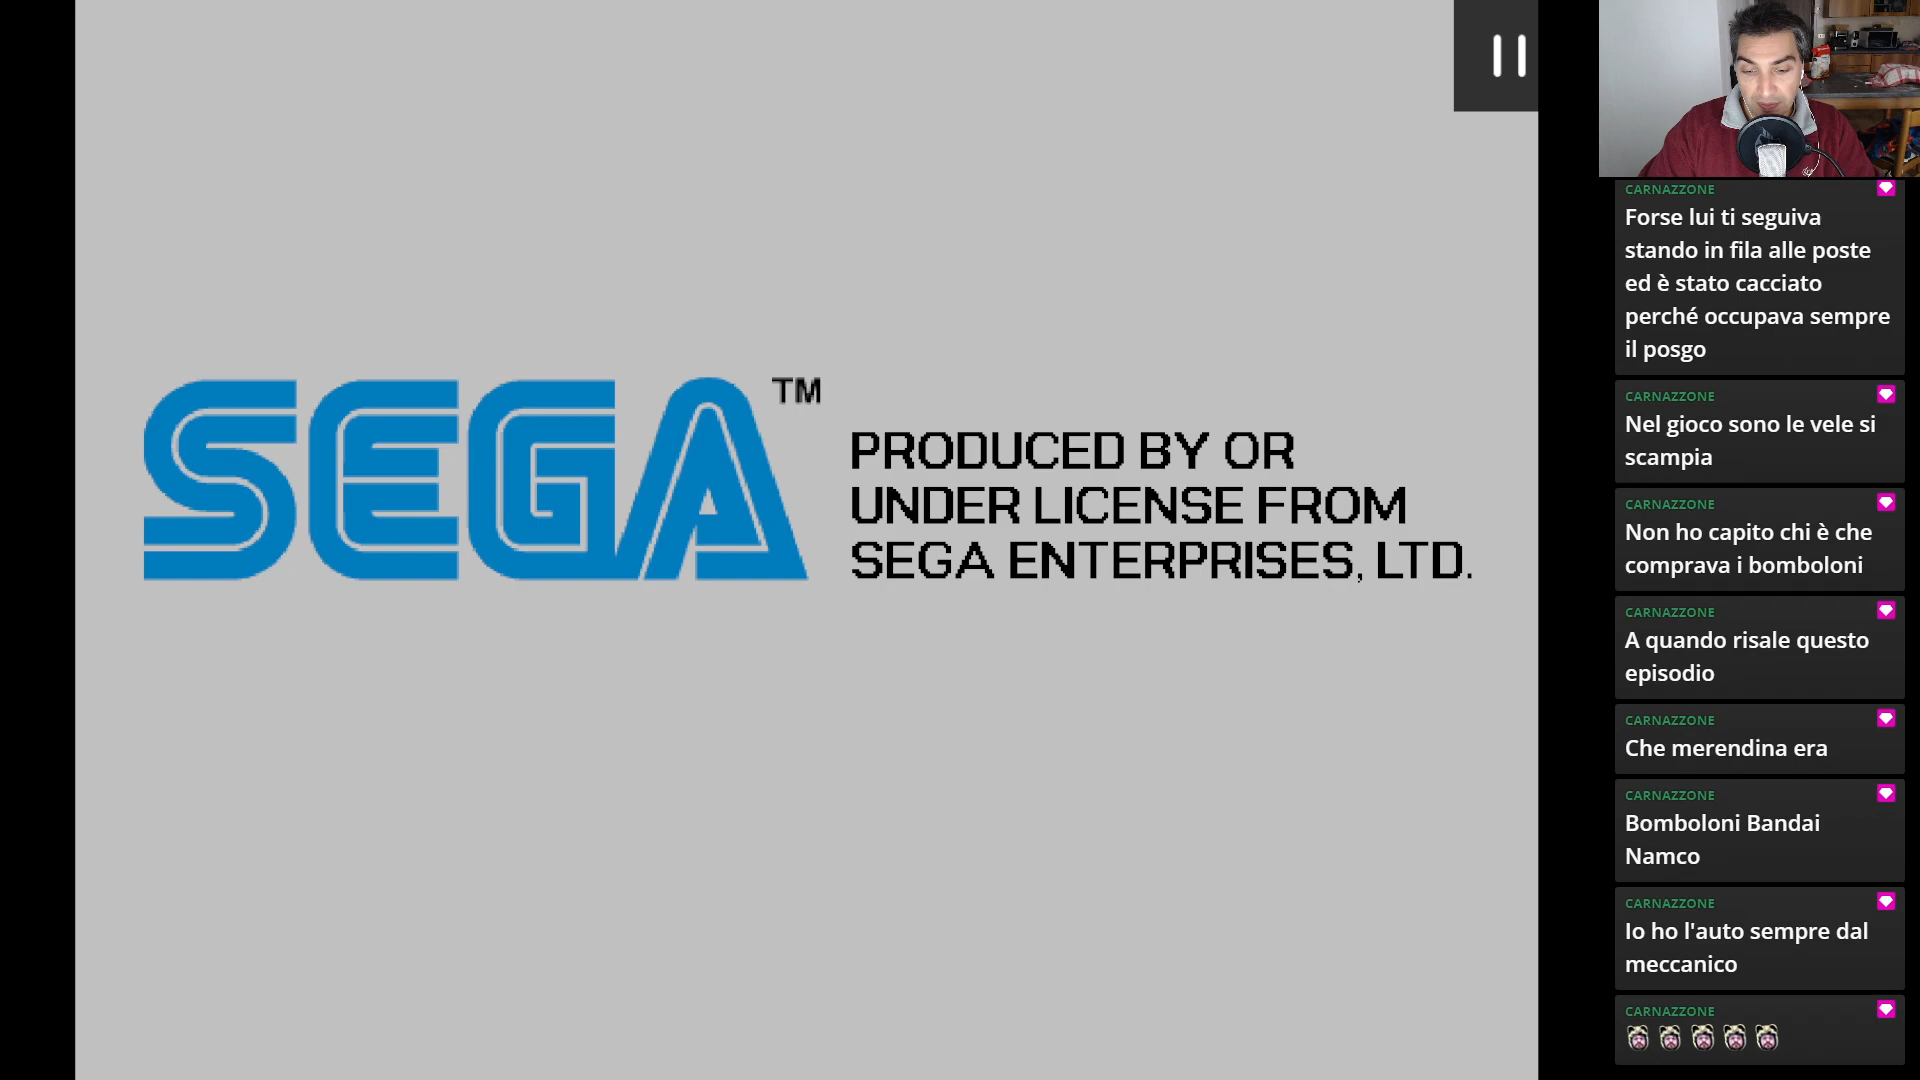 SEGA™
PRODUCED BY OR
UNDER LICENSE FROM
SEGA ENTERPRISES, LTD.
CARNAZZONE
Forse lui ti seguiva
stando in fila alle poste
ed è stato cacciato
perché occupava sempre
il posgo
CARNAZZONE
Nel gioco sono le vele si
scampia
CARNAZZONE
Non ho capito chi è che
comprava i bomboloni
CARNAZZONE
A quando risale questo
episodio
CARNAZZONE
Che merendina era
CARNAZZONE
Bomboloni Bandai
Namco
CARNAZZONE
Io ho l'auto sempre dal
meccanico
CARNAZZONE